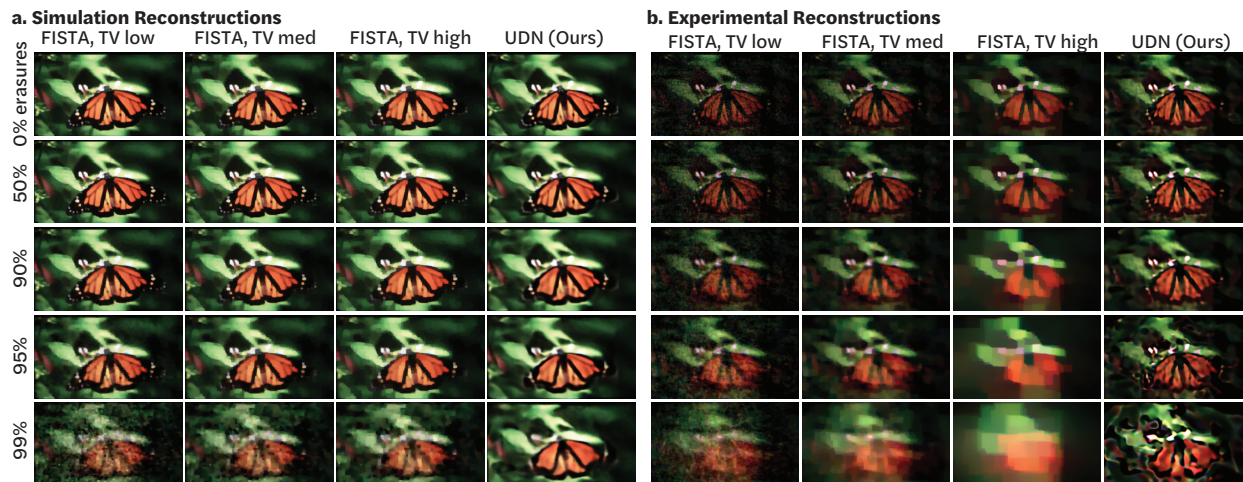 a. Simulation Reconstructions
FISTA, TV low FISTA, TV med FISTA, TV high UDN (Ours)
b. Experimental Reconstructions
FISTA, TV low FISTA, TV med FISTA, TV high UDN (Ours)
0% erasures
50%
90%
95%
99%